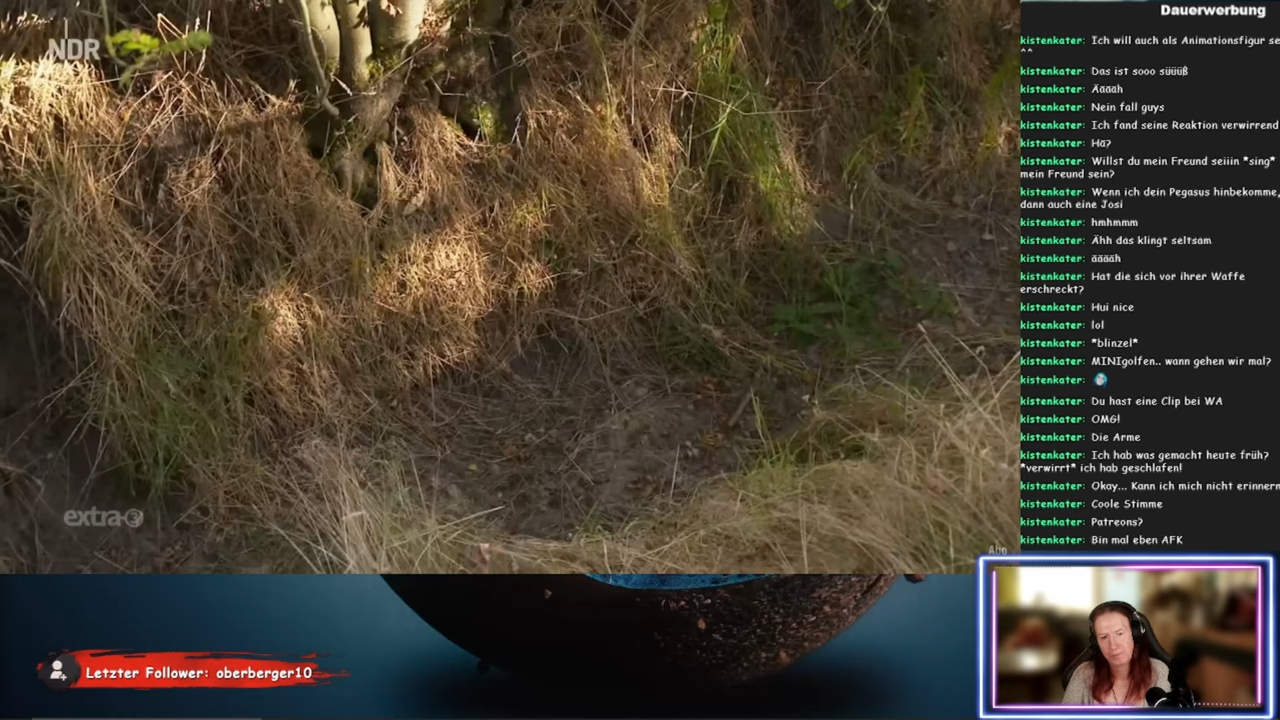 Dauerwerbung
NDR
kistenkater: Ich will auch als Animationsfigur se
^^
kistenkater: Das ist sooo süüüß
kistenkater: Äääh
kistenkater: Nein fall guys
kistenkater: Ich fand seine Reaktion verwirrend
kistenkater: Hä?
kistenkater: Willst du mein Freund seiiin *sing*
mein Freund sein?
kistenkater: Wenn ich dein Pegasus hinbekomme,
dann auch eine Josi
kistenkater: hmhmmm
kistenkater: Ähh das klingt seltsam
kistenkater: äääh
kistenkater: Hat die sich vor ihrer Waffe
erschreckt?
kistenkater: Hui nice
kistenkater: lol
kistenkater: *blinzel*
kistenkater: MINIgolfen.. wann gehen wir mal?
kistenkater:
kistenkater: Du hast eine Clip bei WA
kistenkater: OMG!
kistenkater: Die Arme
kistenkater: Ich hab was gemacht heute früh?
*verwirrt* ich hab geschlafen!
kistenkater: Okay... Kann ich mich nicht erinnern
kistenkater: Coole Stimme
kistenkater: Patreons?
kistenkater: Bin mal eben AFK
extra3
Abo
Letzter Follower: oberberger10